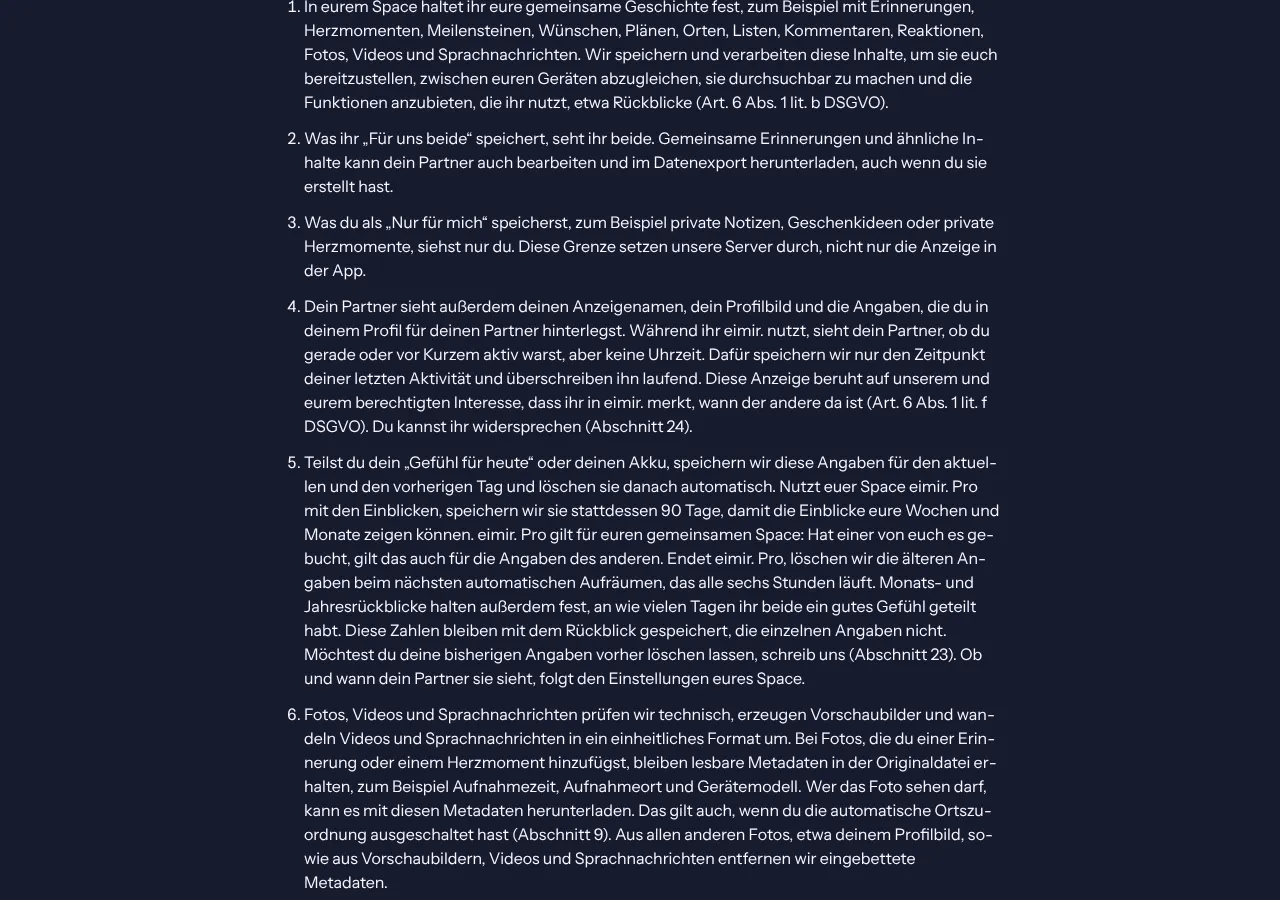 1. In eurem Space haltet ihr eure gemeinsame Geschichte fest, zum Beispiel mit Erinnerungen,
Herzmomenten, Meilensteinen, Wünschen, Plänen, Orten, Listen, Kommentaren, Reaktionen,
Fotos, Videos und Sprachnachrichten. Wir speichern und verarbeiten diese Inhalte, um sie euch
bereitzustellen, zwischen euren Geräten abzugleichen, sie durchsuchbar zu machen und die
Funktionen anzubieten, die ihr nutzt, etwa Rückblicke (Art. 6 Abs. 1 lit. b DSGVO).
2. Was ihr „Für uns beide“ speichert, seht ihr beide. Gemeinsame Erinnerungen und ähnliche In-
halte kann dein Partner auch bearbeiten und im Datenexport herunterladen, auch wenn du sie
erstellt hast.
3. Was du als „Nur für mich“ speicherst, zum Beispiel private Notizen, Geschenkideen oder private
Herzmomente, siehst nur du. Diese Grenze setzen unsere Server durch, nicht nur die Anzeige in
der App.
4. Dein Partner sieht außerdem deinen Anzeigenamen, dein Profilbild und die Angaben, die du in
deinem Profil für deinen Partner hinterlegst. Während ihr eimir. nutzt, sieht dein Partner, ob du
gerade oder vor Kurzem aktiv warst, aber keine Uhrzeit. Dafür speichern wir nur den Zeitpunkt
deiner letzten Aktivität und überschreiben ihn laufend. Diese Anzeige beruht auf unserem und
eurem berechtigten Interesse, dass ihr in eimir. merkt, wann der andere da ist (Art. 6 Abs. 1 lit. f
DSGVO). Du kannst ihr widersprechen (Abschnitt 24).
5. Teilst du dein „Gefühl für heute“ oder deinen Akku, speichern wir diese Angaben für den aktuel-
len und den vorherigen Tag und löschen sie danach automatisch. Nutzt euer Space eimir. Pro
mit den Einblicken, speichern wir sie stattdessen 90 Tage, damit die Einblicke eure Wochen und
Monate zeigen können. eimir. Pro gilt für euren gemeinsamen Space: Hat einer von euch es ge-
bucht, gilt das auch für die Angaben des anderen. Endet eimir. Pro, löschen wir die älteren An-
gaben beim nächsten automatischen Aufräumen, das alle sechs Stunden läuft. Monats- und
Jahresrückblicke halten außerdem fest, an wie vielen Tagen ihr beide ein gutes Gefühl geteilt
habt. Diese Zahlen bleiben mit dem Rückblick gespeichert, die einzelnen Angaben nicht.
Möchtest du deine bisherigen Angaben vorher löschen lassen, schreib uns (Abschnitt 23). Ob
und wann dein Partner sie sieht, folgt den Einstellungen eures Space.
6. Fotos, Videos und Sprachnachrichten prüfen wir technisch, erzeugen Vorschaubilder und wan-
deln Videos und Sprachnachrichten in ein einheitliches Format um. Bei Fotos, die du einer Erin-
nerung oder einem Herzmoment hinzufügst, bleiben lesbare Metadaten in der Originaldatei er-
halten, zum Beispiel Aufnahmezeit, Aufnahmeort und Gerätemodell. Wer das Foto sehen darf,
kann es mit diesen Metadaten herunterladen. Das gilt auch, wenn du die automatische Ortszu-
ordnung ausgeschaltet hast (Abschnitt 9). Aus allen anderen Fotos, etwa deinem Profilbild, so-
wie aus Vorschaubildern, Videos und Sprachnachrichten entfernen wir eingebettete
Metadaten.